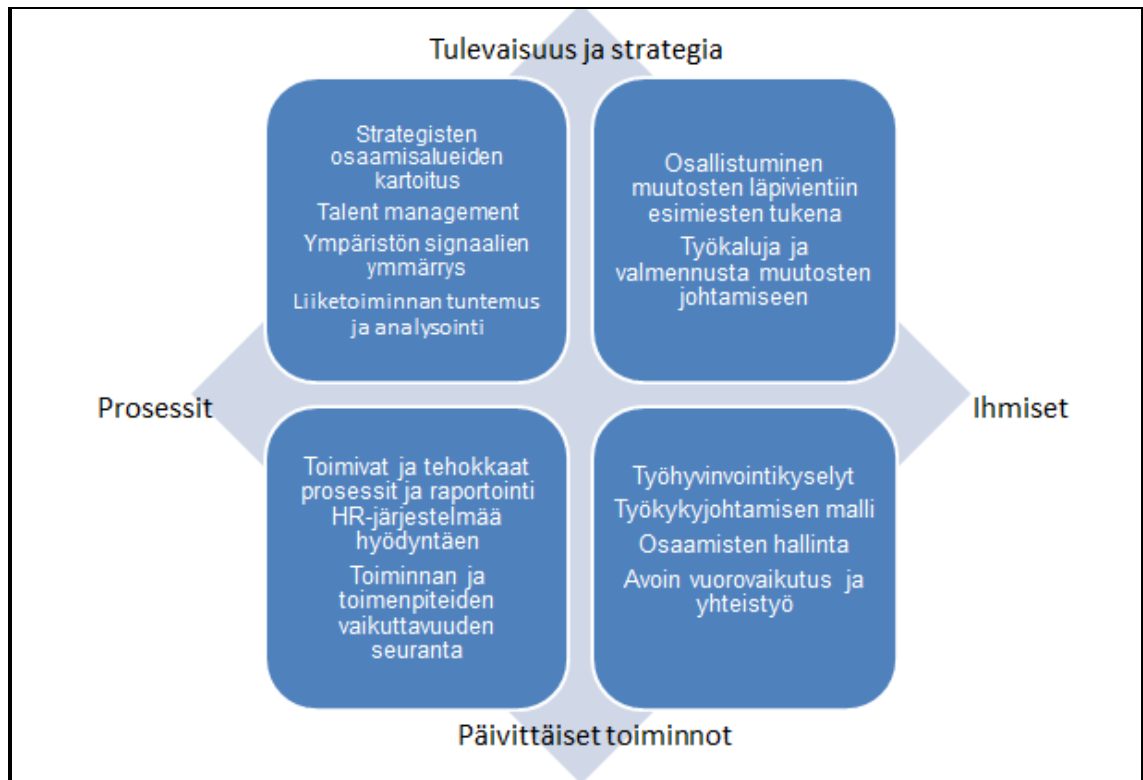 Tulevaisuus ja strategia
Strategisten
osaamisalueiden
kartoitus
Talent management
Ympäristön signaalien
ymmärrys
Liiketoiminnan tuntemus
ja analysointi
Osallistuminen
muutosten läpivientiin
esimiesten tukena
Työkaluja ja
valmennusta muutosten
johtamiseen
Prosessit
Ihmiset
Toimivat ja tehokkaat
prosessit ja raportointi
HR-järjestelmää
hyödyntäen
Toiminnan ja
toimenpiteiden
vaikuttavuuden
seuranta
Työhyvinvointikyselyt
Työkykyjohtamisen malli
Osaamisten hallinta
Avoin vuorovaikutus ja
yhteistyö
Päivittäiset toiminnot